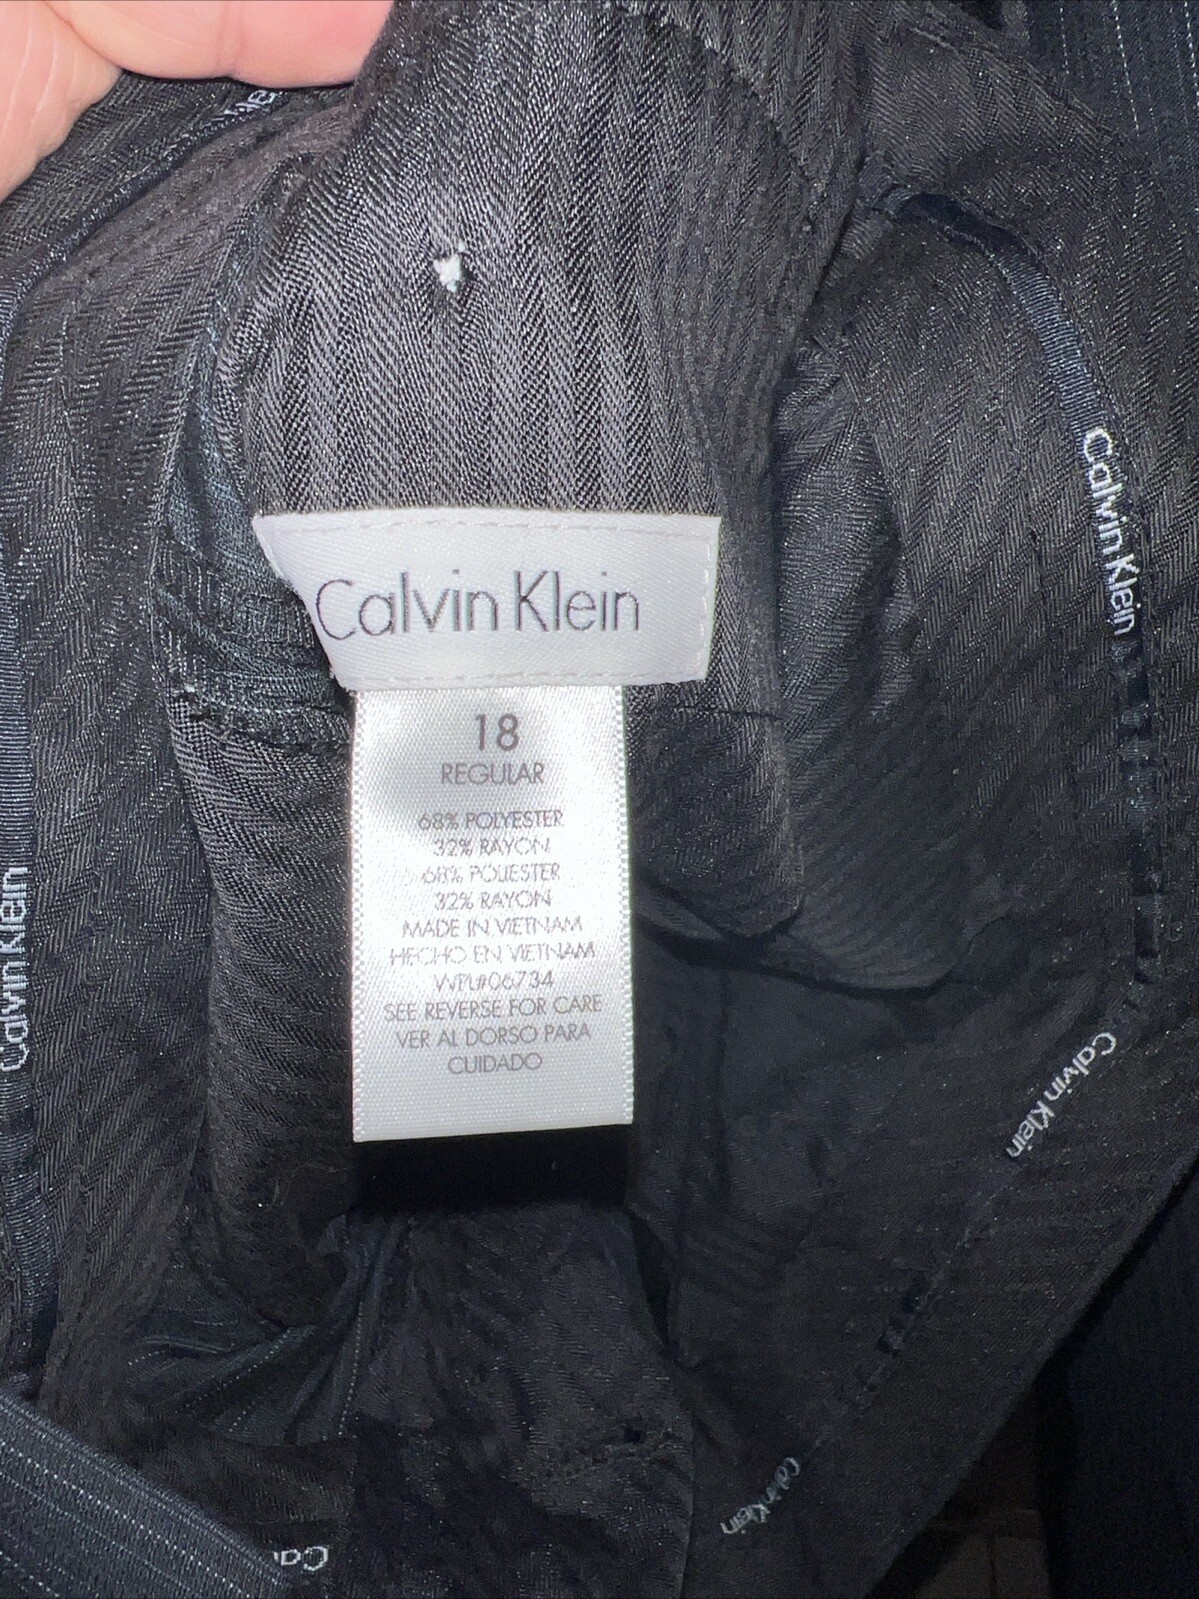 Calvin Klein
18
REGULAR
68% POLYESTER
32% RAYON
68% POLIESTER
32% RAYON
MADE IN VIETNAM
HECHO EN VIETNAM
WPL#06734
SEE REVERSE FOR CARE
VER AL DORSO PARA
CUIDADO
Calvin Klein
Calvin Klein
Calvin Klein
Calvin Klein